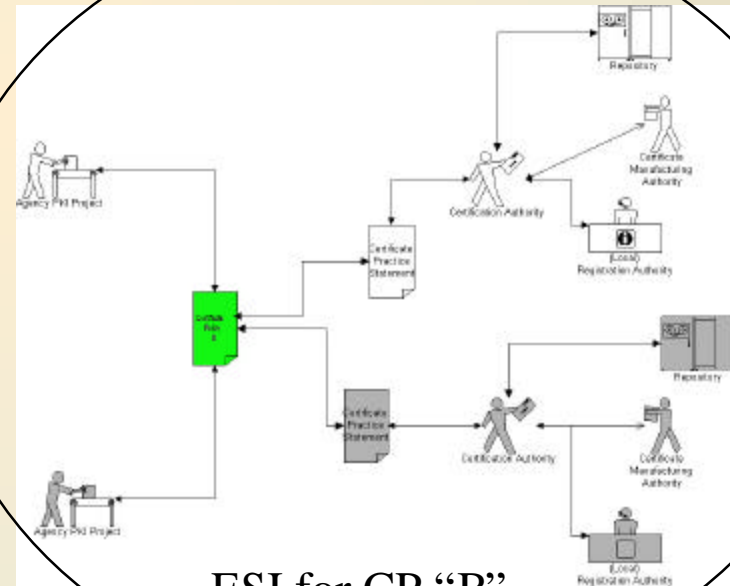 Repository
Certificate
Manufacturing
Authority
Agency PKI Project
Certification Authority
(Local)
Registration Authority
Certificate
Practice
Statement
Repository
Certificate
Practice
Statement
Certification Authority
Certificate
Manufacturing
Authority
Agency PKI Project
(Local)
Registration Authority
ESI for CP “B”